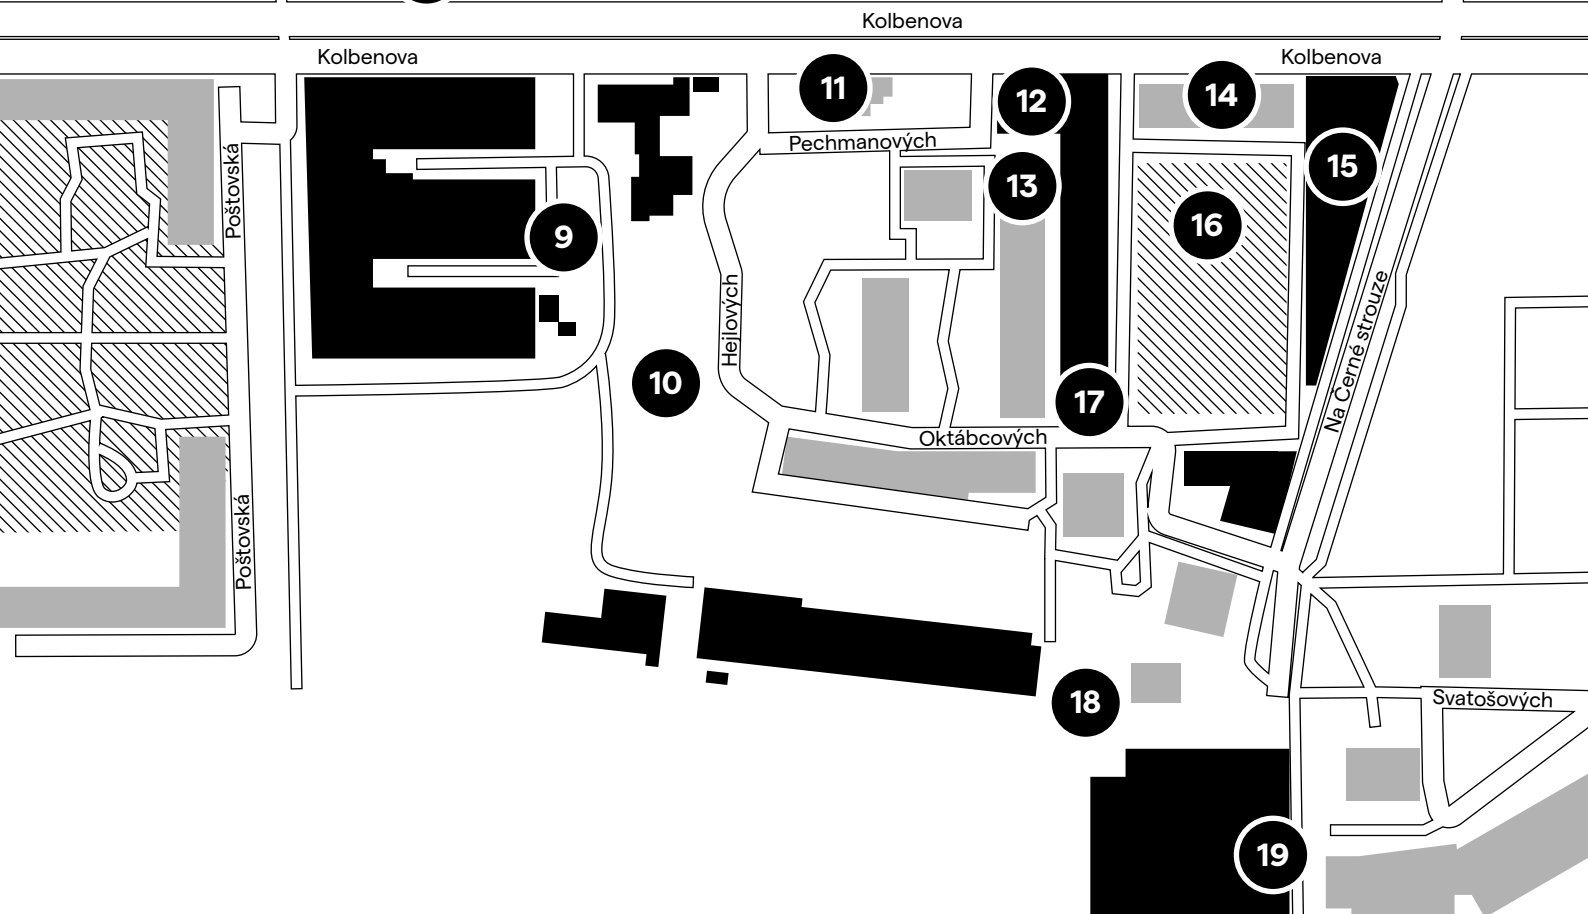 Kolbenova
Kolbenova
Kolbenova
11
12
14
Pechmanových
15
13
Poštovská
16
9
Hejlových
Na Černé strouze
10
17
Oktábcových
Poštovská
18
Svatošových
19